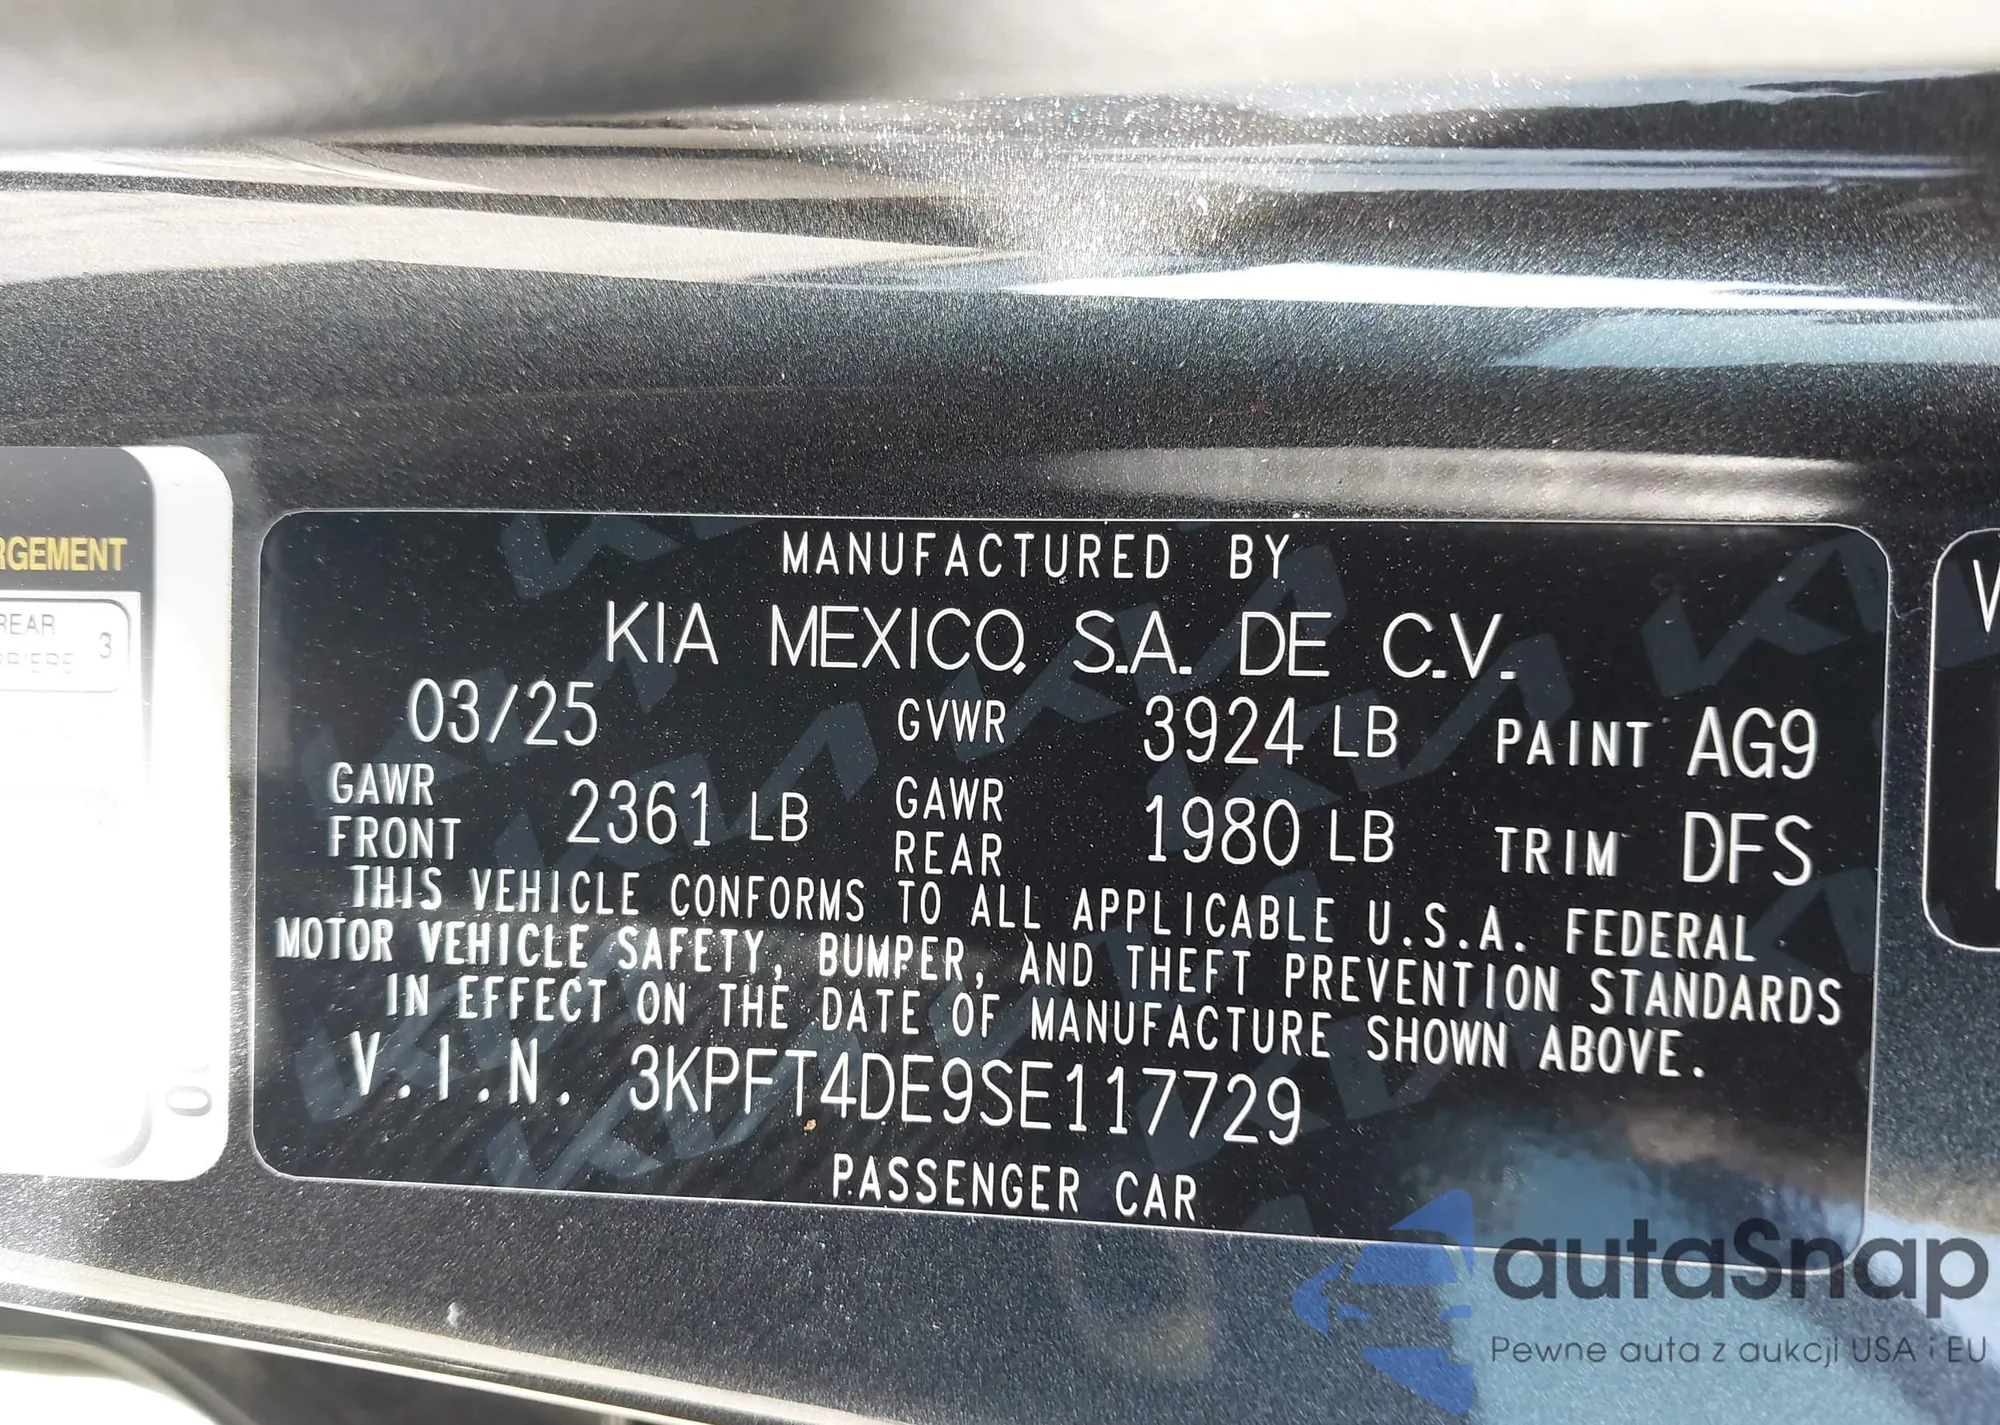 RGEMENT
REAR
3
MANUFACTURED BY
KIA MEXICO, S.A. DE C.V.
03/25 GVWR 3924 LB PAINT AG9
GAWR FRONT 2361 LB GAWR REAR 1980 LB TRIM DFS
THIS VEHICLE CONFORMS TO ALL APPLICABLE U.S.A. FEDERAL
MOTOR VEHICLE SAFETY, BUMPER, AND THEFT PREVENTION STANDARDS
IN EFFECT ON THE DATE OF MANUFACTURE SHOWN ABOVE.
V.I.N. 3KPFT4DE9SE117729
PASSENGER CAR
autaSnap
Pewne auta z aukcji USA i EU